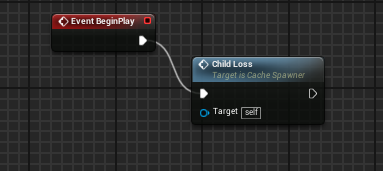 Event BeginPlay
Child Loss
Target is Cache Spawner
Target self